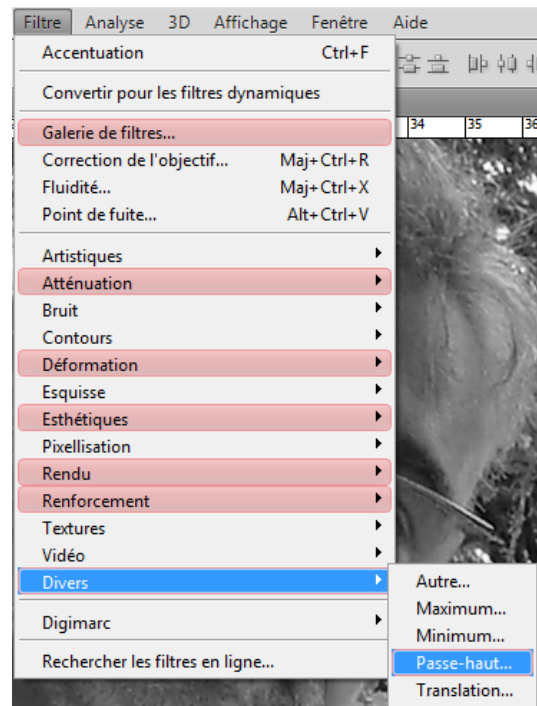 Filtre Analyse 3D Affichage Fenêtre Aide
Accentuation Ctrl+F
Convertir pour les filtres dynamiques
Galerie de filtres...
34 35 36
Correction de l'objectif... Maj+Ctrl+R
Fluidité... Maj+Ctrl+X
Point de fuite... Alt+Ctrl+V
Artistiques
Atténuation
Bruit
Contours
Déformation
Esquisse
Esthétiques
Pixellisation
Rendu
Renforcement
Textures
Vidéo
Divers
Autre...
Maximum...
Digimarc
Minimum...
Rechercher les filtres en ligne...
Passe-haut...
Translation...